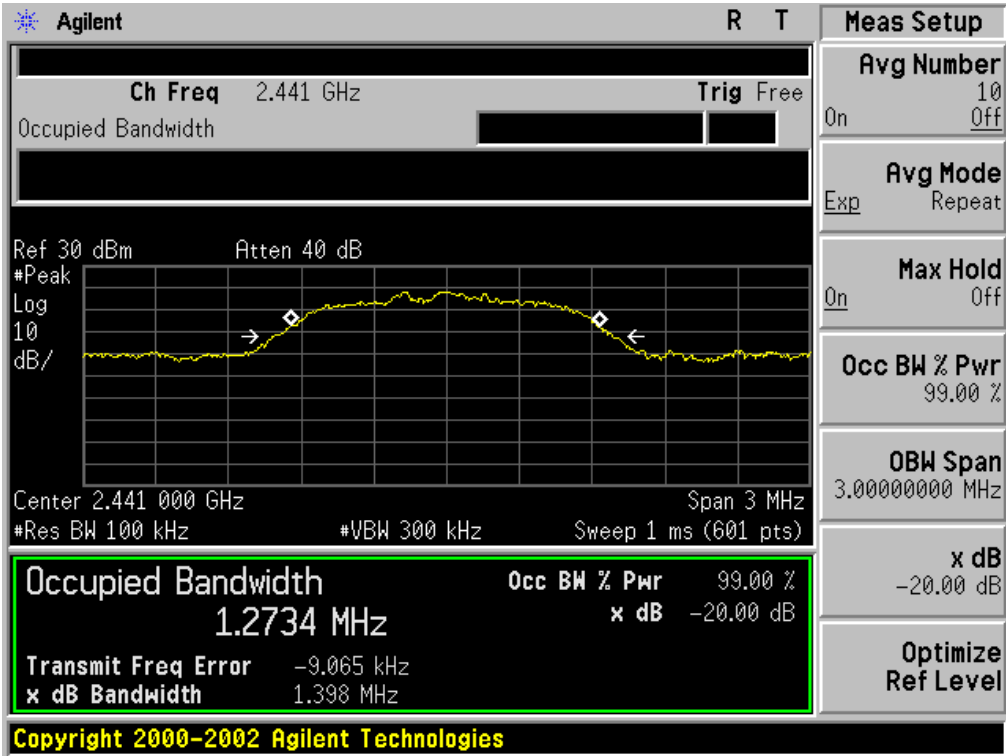 Agilent R T
Ch Freq 2.441 GHz Trig Free
Occupied Bandwidth
Ref 30 dBm Atten 40 dB
#Peak
Log
10
dB/
Center 2.441 000 GHz Span 3 MHz
#Res BW 100 kHz #VBW 300 kHz Sweep 1 ms (601 pts)
Occupied Bandwidth
1.2734 MHz
Occ BW % Pwr 99.00 %
x dB -20.00 dB
Transmit Freq Error -9.065 kHz
x dB Bandwidth 1.398 MHz
Copyright 2000-2002 Agilent Technologies
Meas Setup
Avg Number
10
On Off
Avg Mode
Exp Repeat
Max Hold
On Off
Occ BW % Pwr
99.00 %
OBW Span
3.00000000 MHz
x dB
-20.00 dB
Optimize
Ref Level